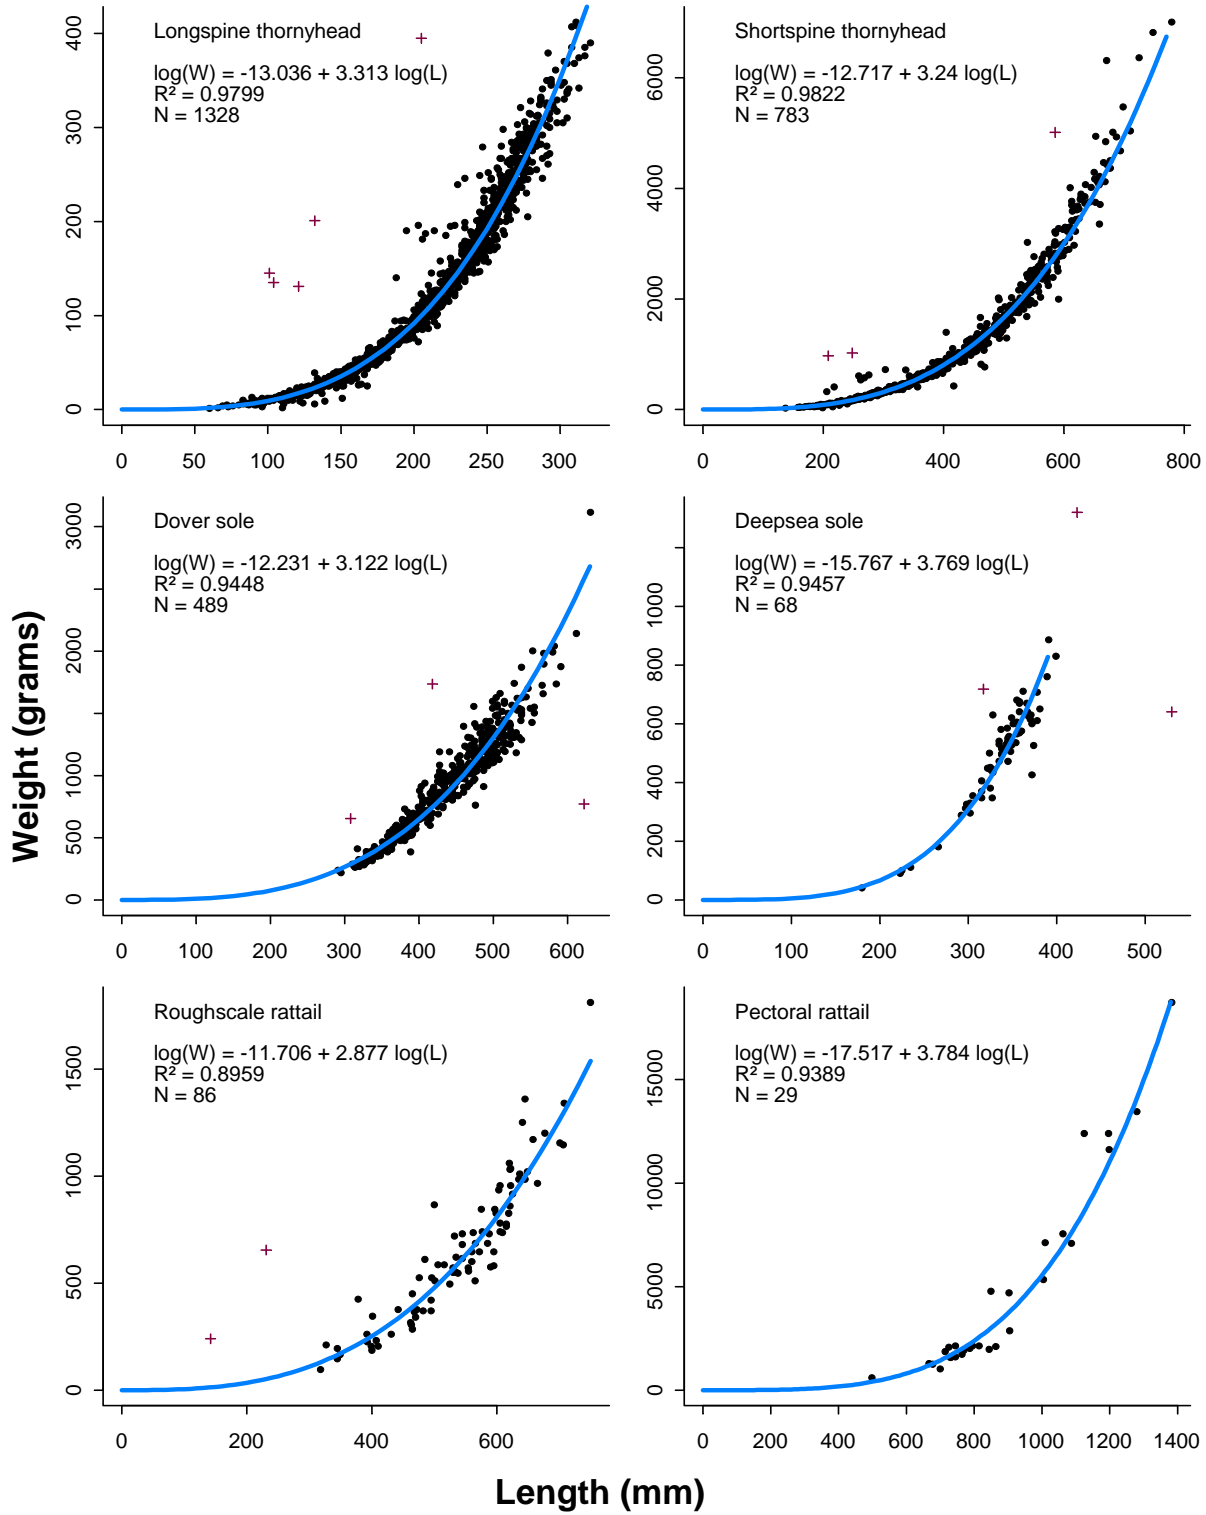 Longspine thornyhead
log(W) = -13.036 + 3.313 log(L)
R² = 0.9799
N = 1328
0
100
200
300
400
0 50 100 150 200 250 300
Shortspine thornyhead
log(W) = -12.717 + 3.24 log(L)
R² = 0.9822
N = 783
0
2000
4000
6000
0 200 400 600 800
Dover sole
log(W) = -12.231 + 3.122 log(L)
R² = 0.9448
N = 489
0
500
1000
2000
3000
0 100 200 300 400 500 600
Deepsea sole
log(W) = -15.767 + 3.769 log(L)
R² = 0.9457
N = 68
0
200
400
600
800
1000
0 100 200 300 400 500
Roughscale rattail
log(W) = -11.706 + 2.877 log(L)
R² = 0.8959
N = 86
0
500
1000
1500
0 200 400 600
Pectoral rattail
log(W) = -17.517 + 3.784 log(L)
R² = 0.9389
N = 29
0
5000
10000
15000
0 200 400 600 800 1000 1200 1400
Weight (grams)
Length (mm)